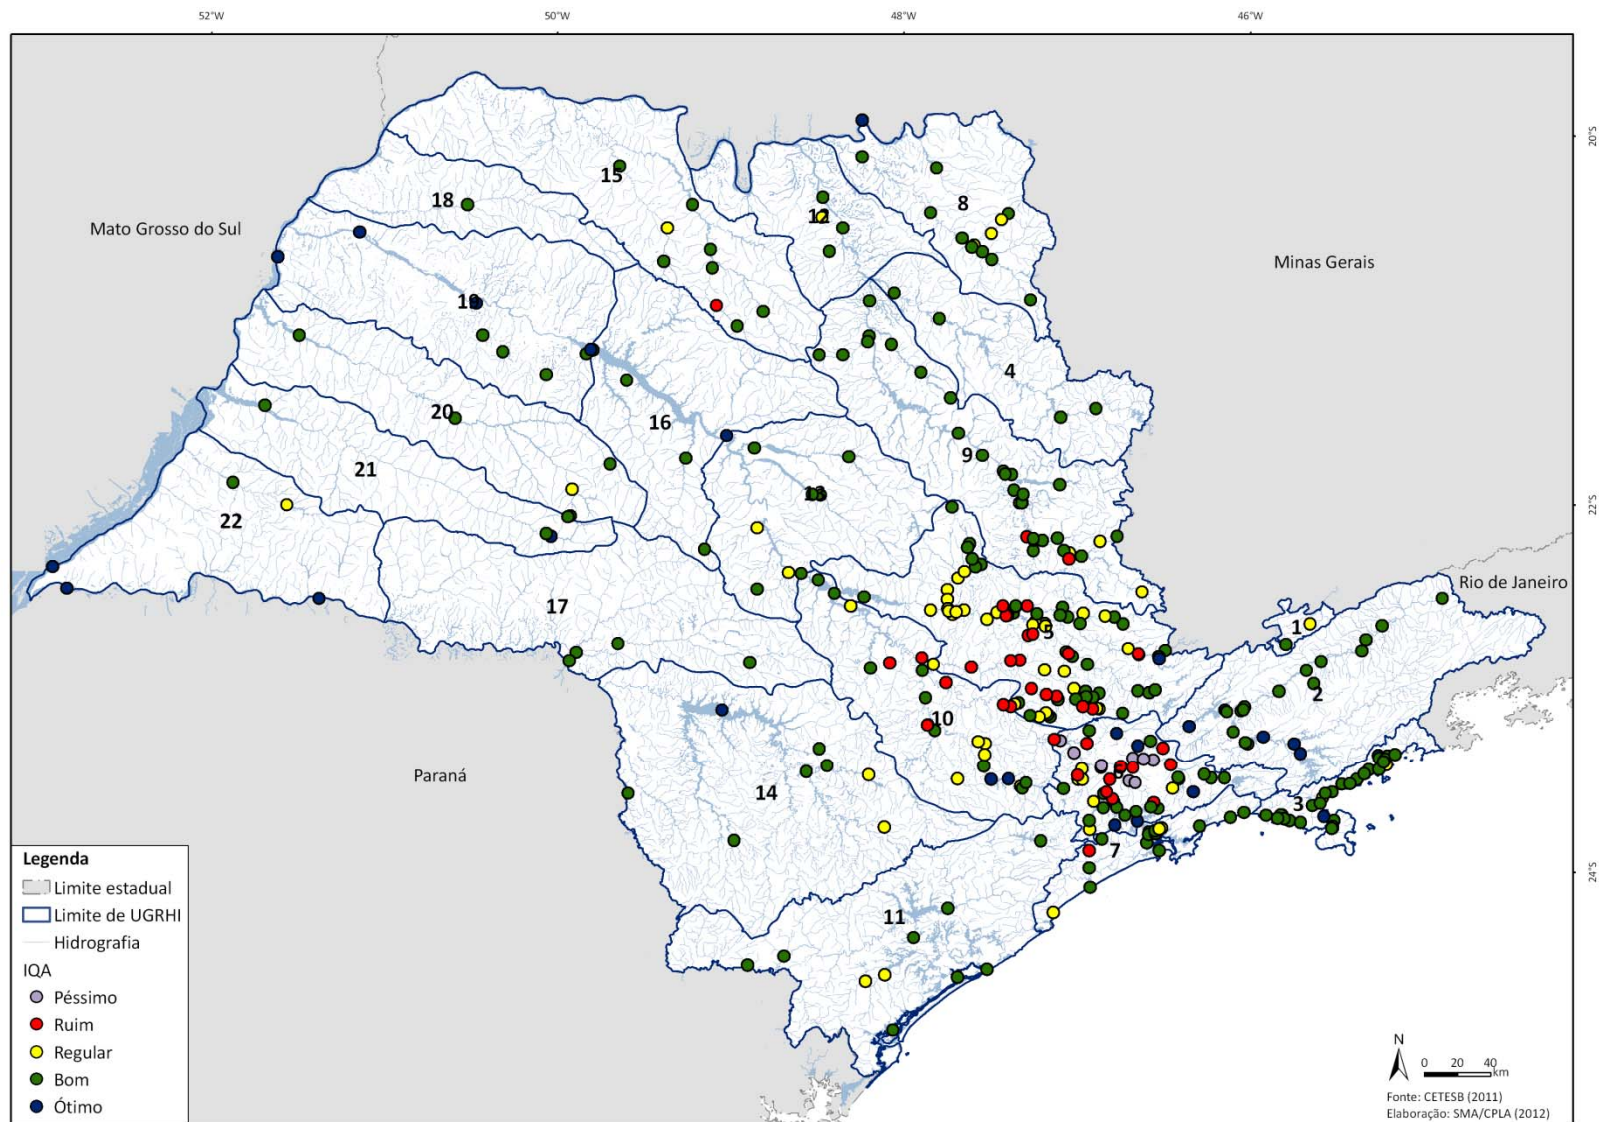 52°W 50°W 48°W 46°W
20°S
15
18
12
8
Mato Grosso do Sul
Minas Gerais
19
4
20
16
9
21
13
22
Rio de Janeiro
17
5
1
2
10
Paraná
14
3
7
11
22°S
24°S
Legenda
Limite estadual
Limite de UGRHI
Hidrografia
IQA
Péssimo
Ruim
Regular
Bom
Ótimo
N
0 20 40
km
Fonte: CETESB (2011)
Elaboração: SMA/CPLA (2012)